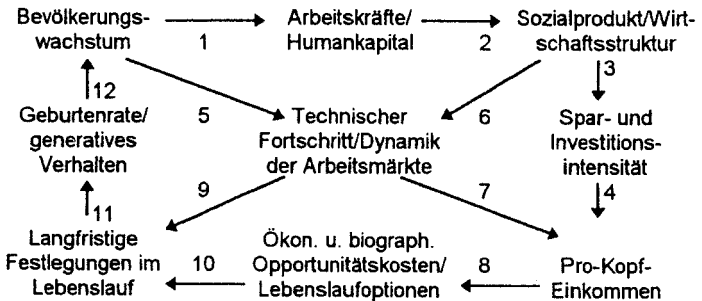 Bevölkerungs-
wachstum
1
Arbeitskräfte/
Humankapital
2
Sozialprodukt/Wirt-
schaftsstruktur
3
12
Geburtenrate/
generatives
Verhalten
5
Technischer
Fortschritt/Dynamik
der Arbeitsmärkte
6
Spar- und
Investitions-
intensität
4
11
9
7
Langfristige
Festlegungen im
Lebenslauf
10
Ökon. u. biograph.
Opportunitätskosten/
Lebenslaufoptionen
8
Pro-Kopf-
Einkommen